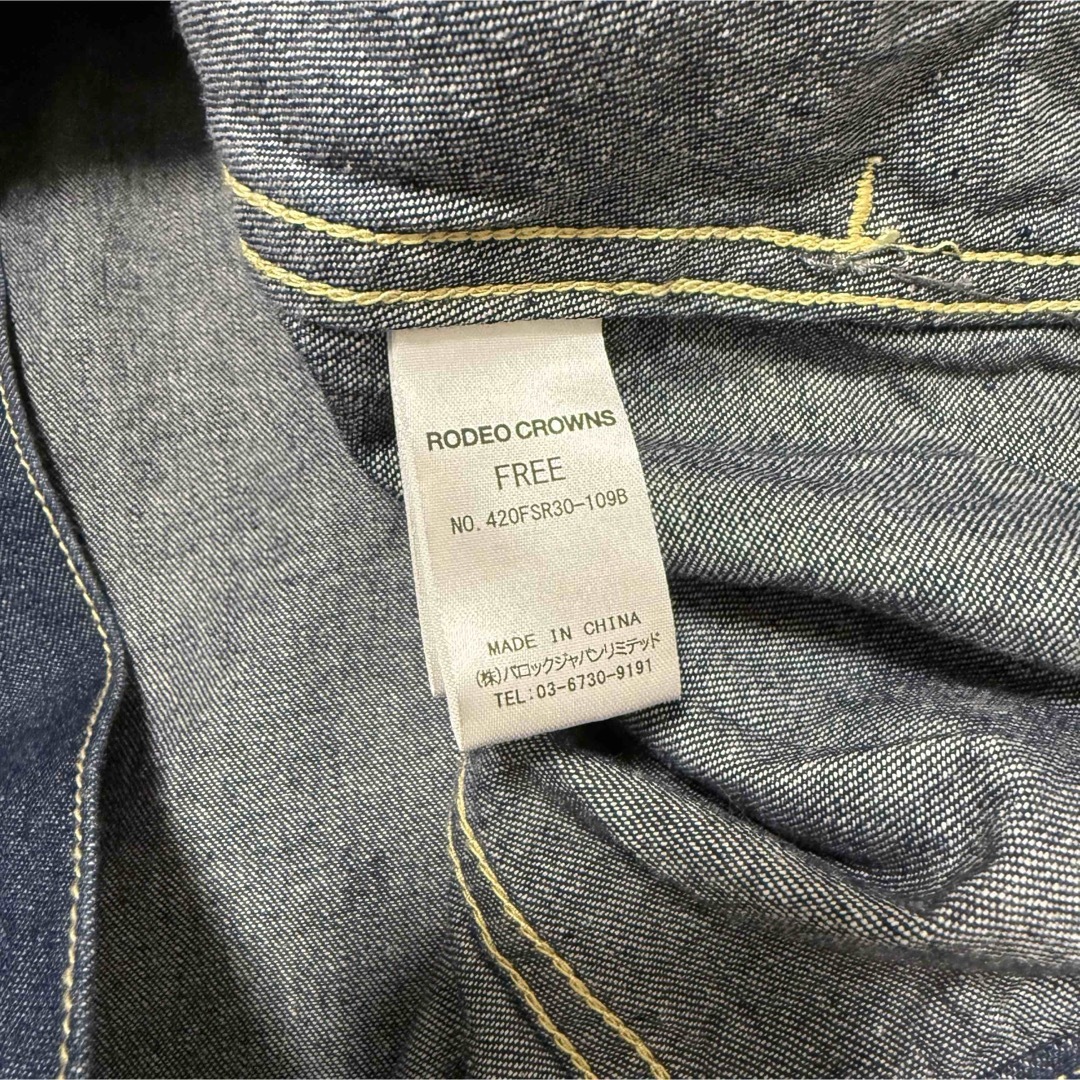 RODEO CROWNS
FREE
NO. 420FSR30-109B
MADE IN CHINA
(株)バロックジャパンリミテッド
TEL:03-6730-9191